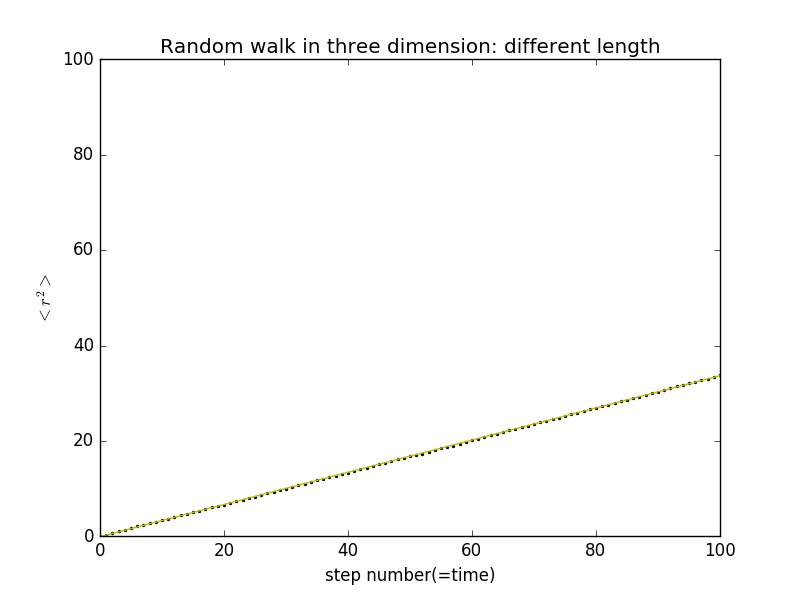 Random walk in three dimension: different length
100
80
60
40
20
0
< r² >
0 20 40 60 80 100
step number(=time)